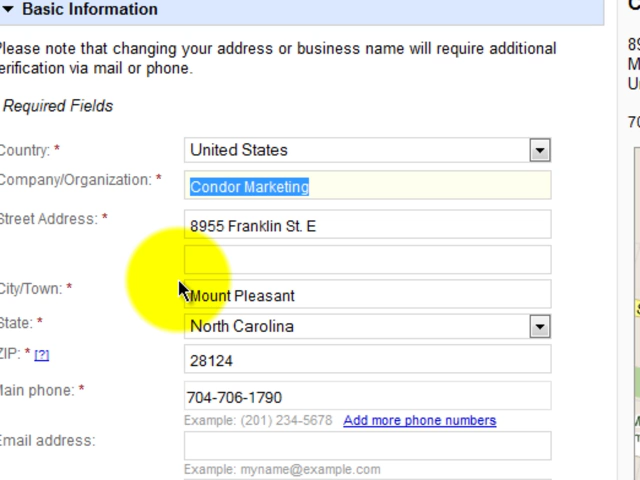 Basic Information
Please note that changing your address or business name will require additional
verification via mail or phone.
Required Fields
Country: * United States
Company/Organization: * Condor Marketing
Street Address: * 8955 Franklin St. E
City/Town: * Mount Pleasant
State: * North Carolina
ZIP: * [?] 28124
Main phone: * 704-706-1790
Example: (201) 234-5678 Add more phone numbers
Email address:
Example: myname@example.com